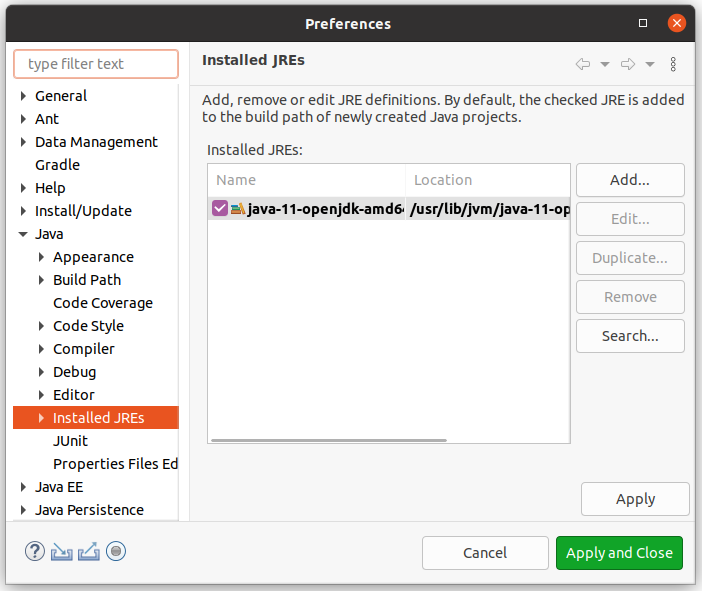 Preferences
type filter text
General
Ant
Data Management
Gradle
Help
Install/Update
Java
Appearance
Build Path
Code Coverage
Code Style
Compiler
Debug
Editor
Installed JREs
JUnit
Properties Files Ed
Java EE
Java Persistence
Installed JREs
Add, remove or edit JRE definitions. By default, the checked JRE is added
to the build path of newly created Java projects.
Installed JREs:
Name Location
java-11-openjdk-amd64 /usr/lib/jvm/java-11-op
Add...
Edit...
Duplicate...
Remove
Search...
Apply
?
Cancel
Apply and Close